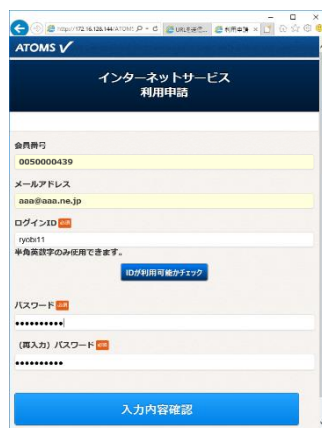 http://172.16.128.144/ATOMS
URLを送信...
利用申請
ATOMS V
インターネットサービス
利用申請
会員番号
0050000439
メールアドレス
aaa@aaa.ne.jp
ログインID 必須
ryobi11
半角英数字のみ使用できます。
IDが利用可能かチェック
パスワード 必須
••••••••••
（再入力）パスワード 必須
••••••••••
入力内容確認